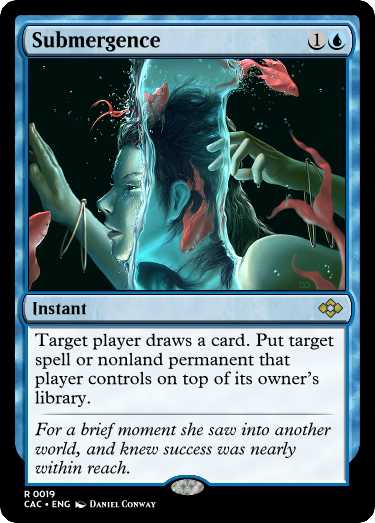 Submergence
1
Instant
Target player draws a card. Put target
spell or nonland permanent that
player controls on top of its owner's
library.
For a brief moment she saw into another
world, and knew success was nearly
within reach.
R 0019
CAC • ENG Daniel Conway